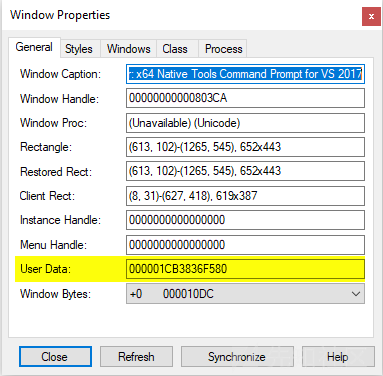 Window Properties
General Styles Windows Class Process
Window Caption: r: x64 Native Tools Command Prompt for VS 2017
Window Handle: 00000000000803CA
Window Proc: (Unavailable) (Unicode)
Rectangle: (613, 102)-(1265, 545), 652x443
Restored Rect: (613, 102)-(1265, 545), 652x443
Client Rect: (8, 31)-(627, 418), 619x387
Instance Handle: 0000000000000000
Menu Handle: 0000000000000000
User Data: 000001CB3836F580
Window Bytes: +0 000010DC
Close Refresh Synchronize Help